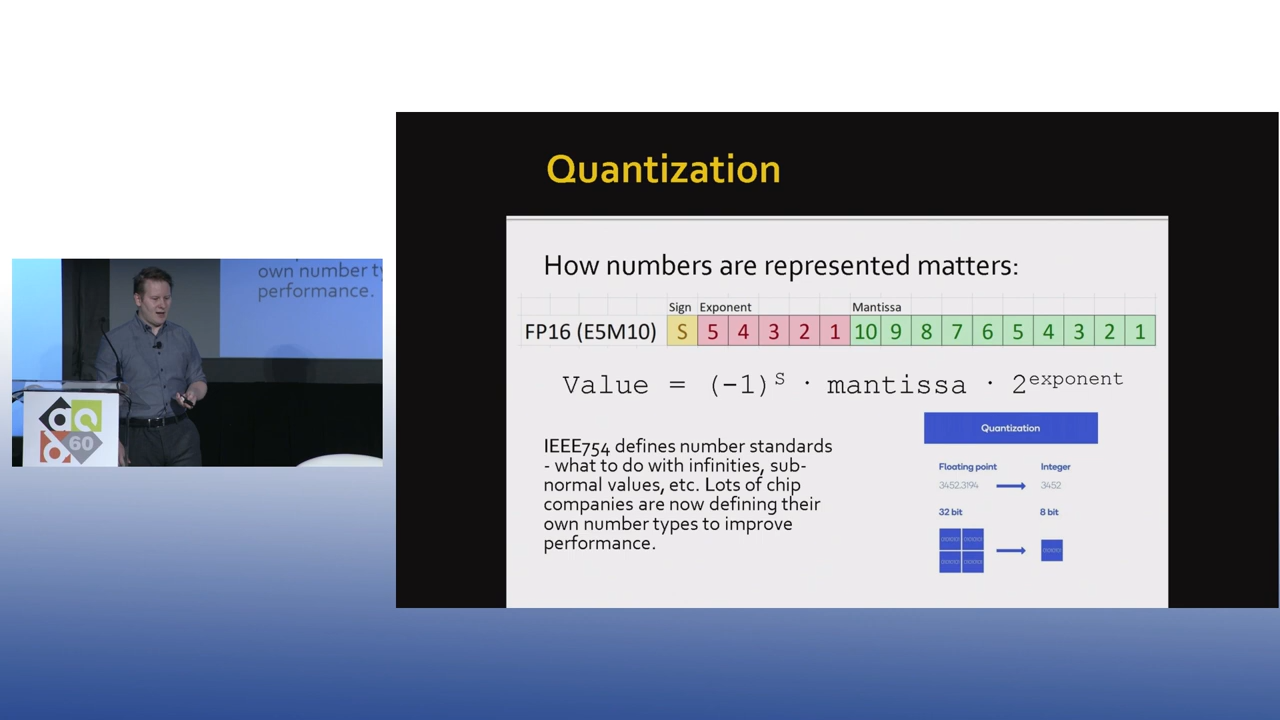 Quantization
How numbers are represented matters:
Sign Exponent Mantissa
FP16 (E5M10) S 5 4 3 2 1 10 9 8 7 6 5 4 3 2 1
Value = (-1)^S · mantissa · 2^exponent
IEEE754 defines number standards
- what to do with infinities, sub-
normal values, etc. Lots of chip
companies are now defining their
own number types to improve
performance.
Quantization
Floating point Integer
3452.3194 3452
32 bit 8 bit
own number ty
performance.
60